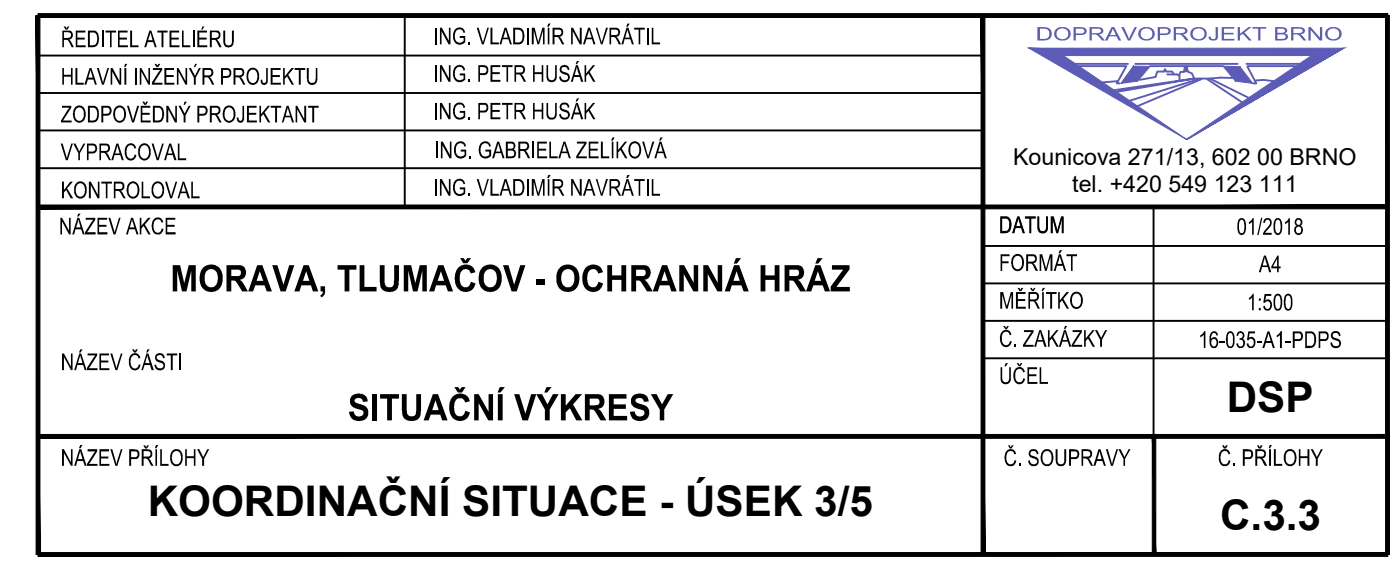 ŘEDITEL ATELIÉRU ING. VLADIMÍR NAVRÁTIL
HLAVNÍ INŽENÝR PROJEKTU ING. PETR HUSÁK
ZODPOVĚDNÝ PROJEKTANT ING. PETR HUSÁK
VYPRACOVAL ING. GABRIELA ZELÍKOVÁ
KONTROLOVAL ING. VLADIMÍR NAVRÁTIL
DOPRAVOPROJEKT BRNO
Kounicova 271/13, 602 00 BRNO
tel. +420 549 123 111
NÁZEV AKCE
MORAVA, TLUMAČOV - OCHRANNÁ HRÁZ
NÁZEV ČÁSTI
SITUAČNÍ VÝKRESY
DATUM 01/2018
FORMÁT A4
MĚŘÍTKO 1:500
Č. ZAKÁZKY 16-035-A1-PDPS
ÚČEL DSP
NÁZEV PŘÍLOHY
KOORDINAČNÍ SITUACE - ÚSEK 3/5
Č. SOUPRAVY
Č. PŘÍLOHY
C.3.3